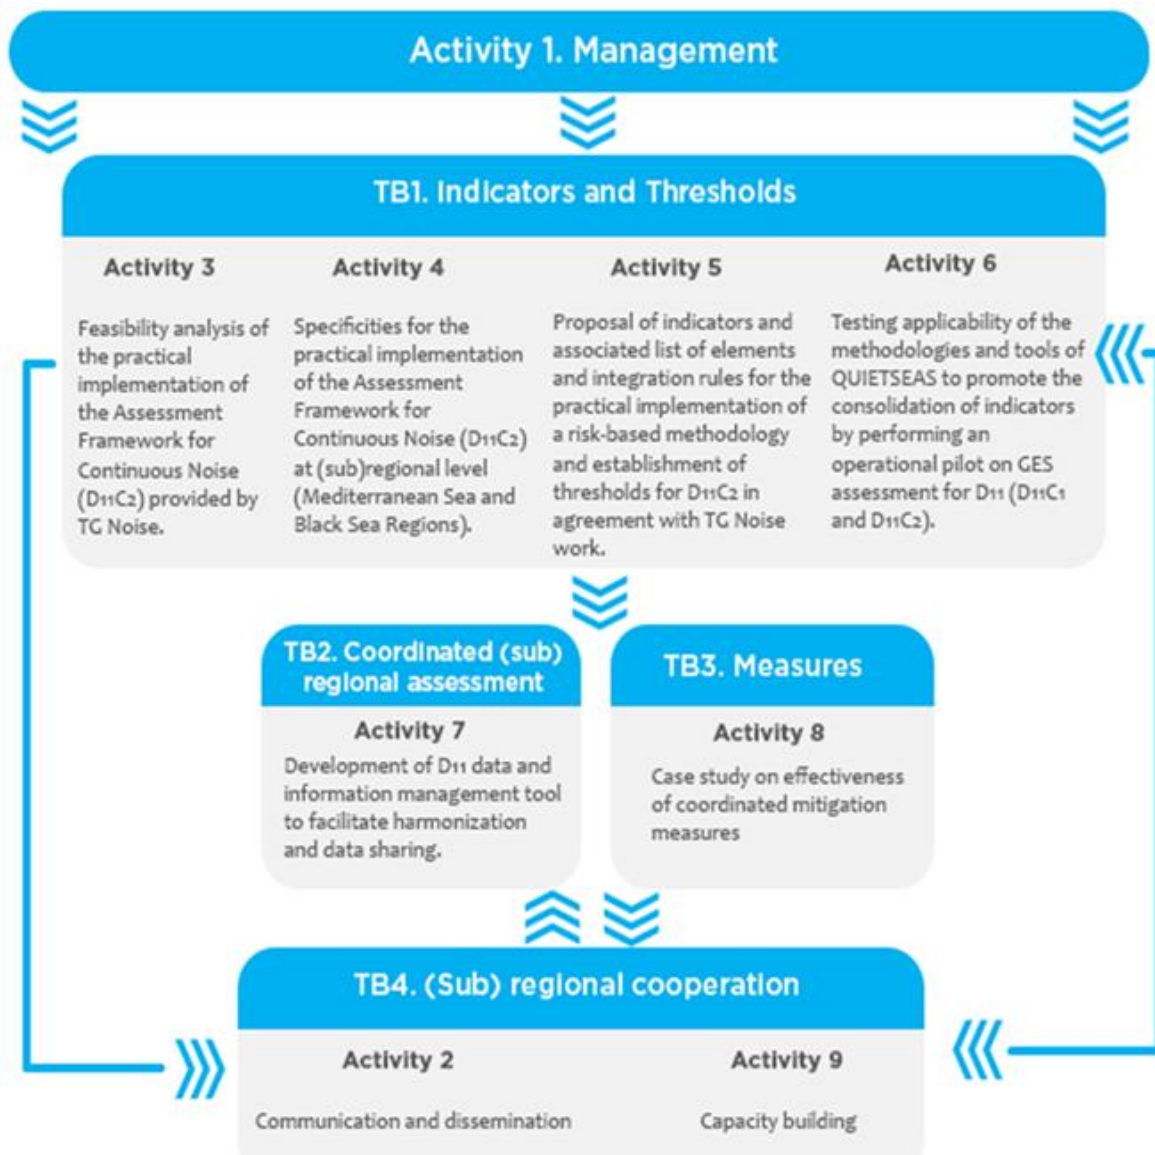 Activity 1. Management
TB1. Indicators and Thresholds
Activity 3
Feasibility analysis of
the practical
implementation of
the Assessment
Framework for
Continuous Noise
(D11C2) provided by
TG Noise.
Activity 4
Specificities for the
practical implementation
of the Assessment
Framework for
Continuous Noise (D11C2)
at (sub)regional level
(Mediterranean Sea and
Black Sea Regions).
Activity 5
Proposal of indicators and
associated list of elements
and integration rules for the
practical implementation of
a risk-based methodology
and establishment of
thresholds for D11C2 in
agreement with TG Noise
work.
Activity 6
Testing applicability of the
methodologies and tools of
QUIETSEAS to promote the
consolidation of indicators
by performing an
operational pilot on GES
assessment for D11 (D11C1
and D11C2).
TB2. Coordinated (sub)
regional assessment
Activity 7
Development of D11 data and
information management tool
to facilitate harmonization
and data sharing.
TB3. Measures
Activity 8
Case study on effectiveness
of coordinated mitigation
measures
TB4. (Sub) regional cooperation
Activity 2
Communication and dissemination
Activity 9
Capacity building